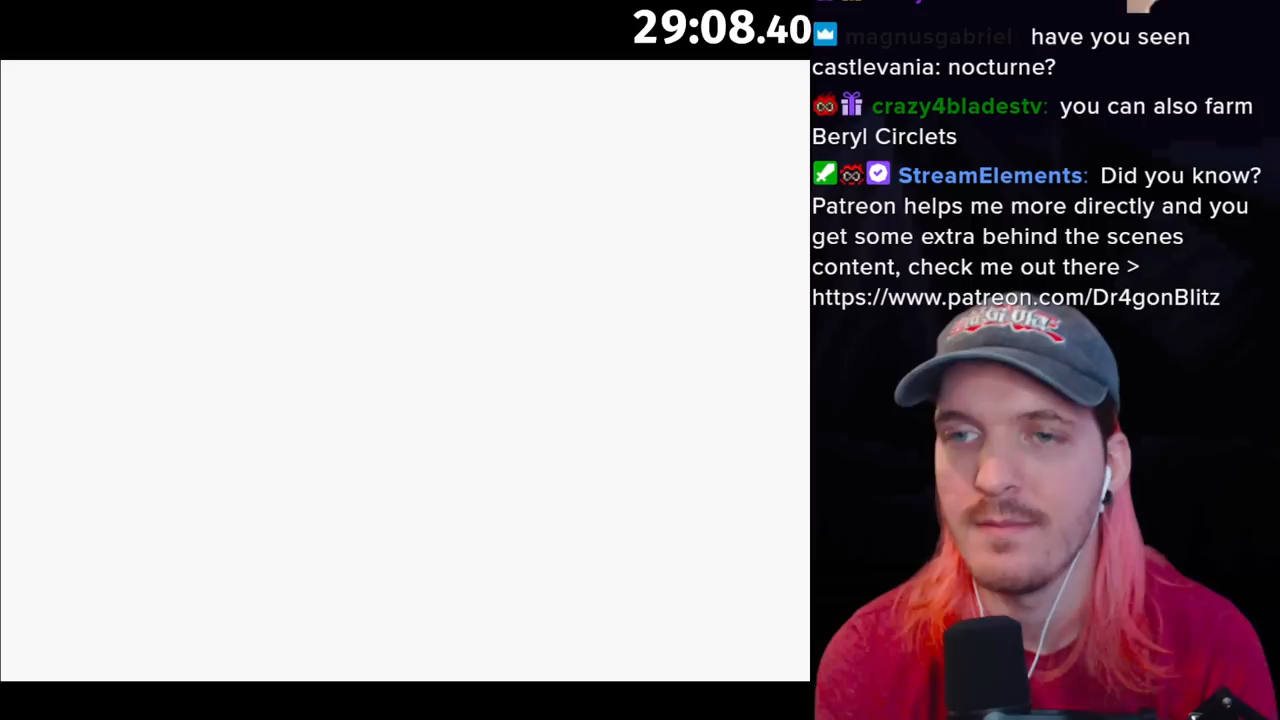 29:08.40
magnusgabriel have you seen
castlevania: nocturne?
crazy4bladestv: you can also farm
Beryl Circlets
StreamElements: Did you know?
Patreon helps me more directly and you
get some extra behind the scenes
content, check me out there >
https://www.patreon.com/Dr4gonBlitz